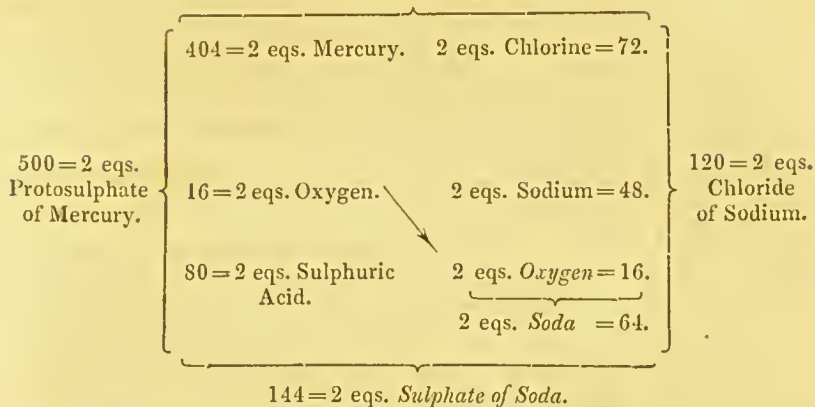 404=2 eqs. Mercury. 2 eqs. Chlorine=72.
500=2 eqs.
Protosulphate
of Mercury.
16=2 eqs. Oxygen. 2 eqs. Sodium=48.
120=2 eqs.
Chloride
of Sodium.
80=2 eqs. Sulphuric
Acid.
2 eqs. Oxygen=16.
2 eqs. Soda =64.
144=2 eqs. Sulphate of Soda.